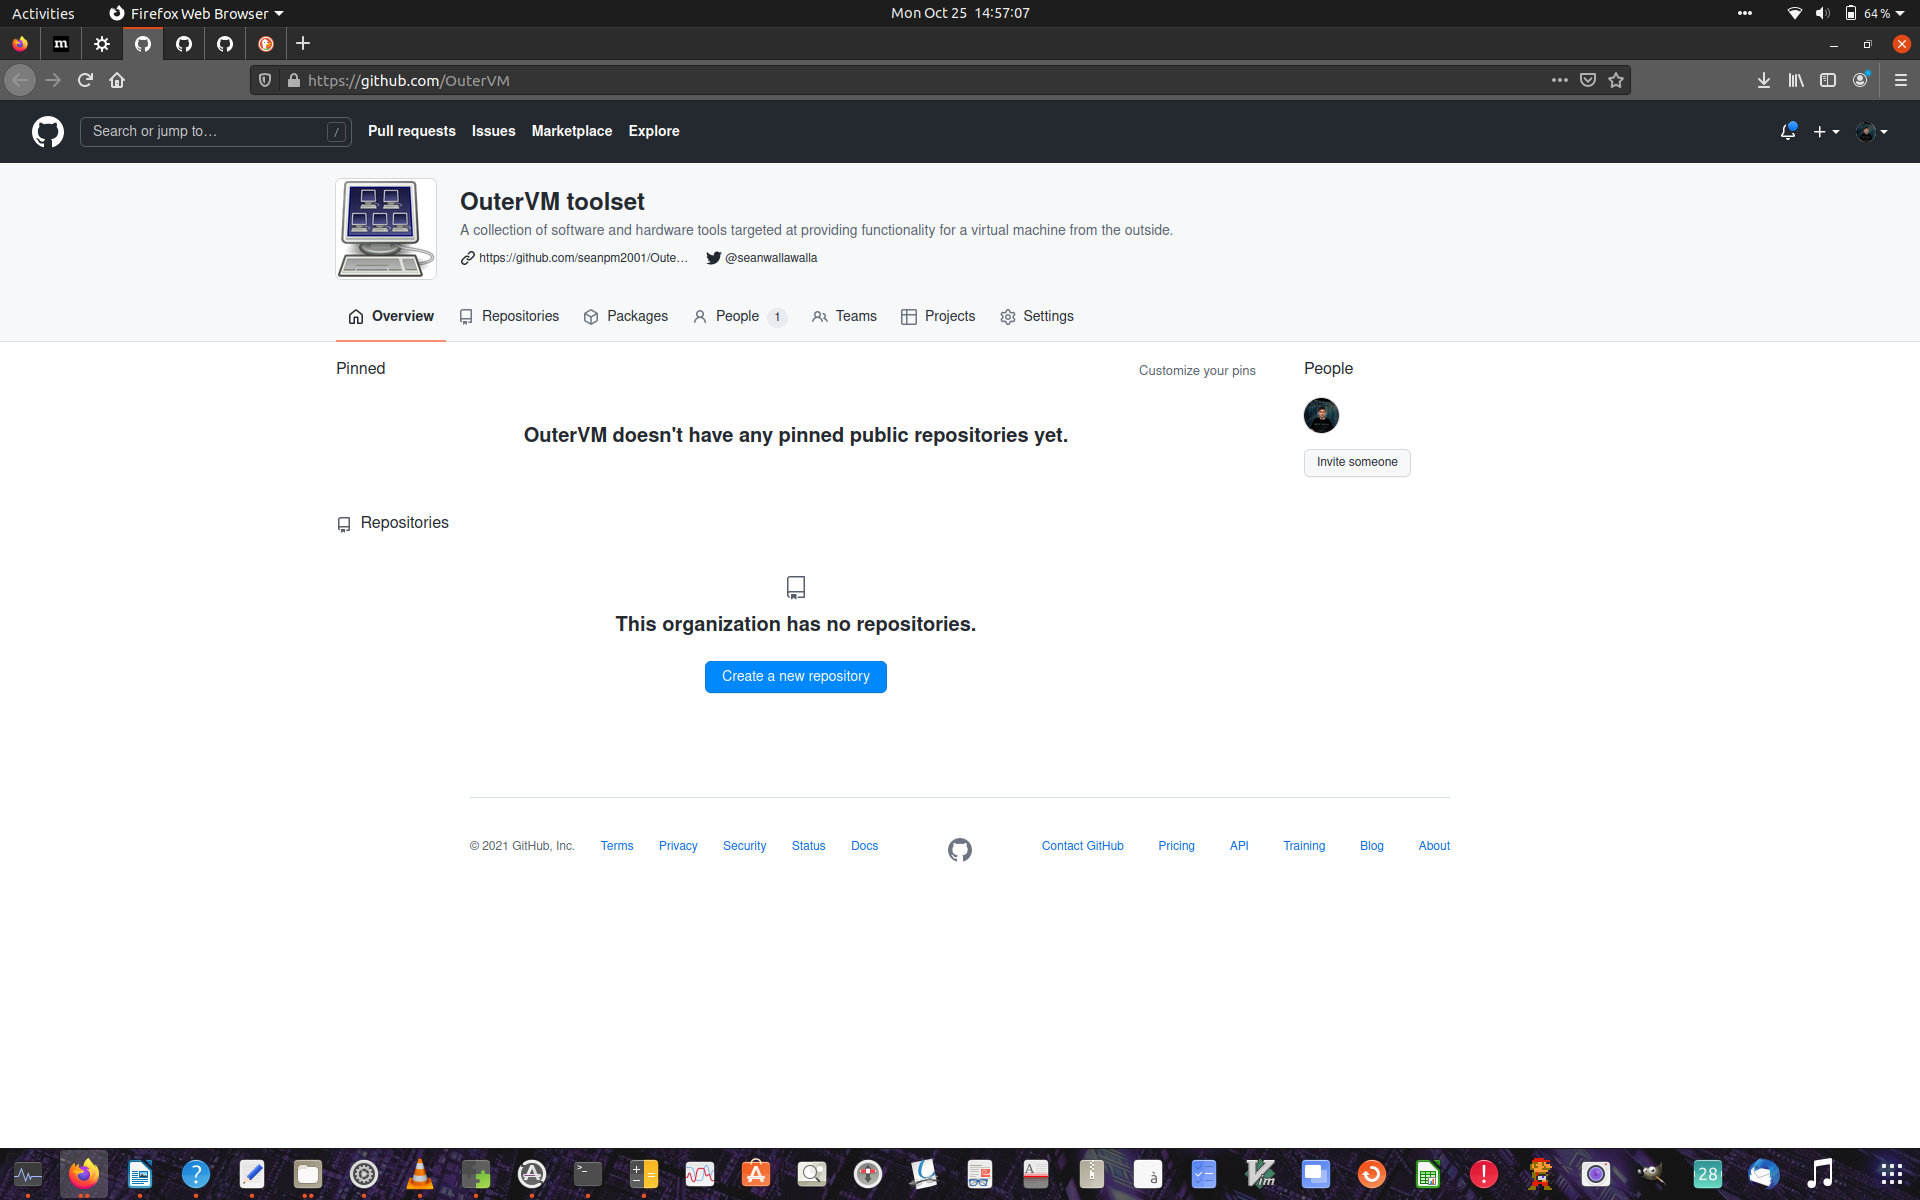 Activities Firefox Web Browser Mon Oct 25 14:57:07 64 %
m
https://github.com/OuterVM
Search or jump to… / Pull requests Issues Marketplace Explore
OuterVM toolset
A collection of software and hardware tools targeted at providing functionality for a virtual machine from the outside.
https://github.com/seanpm2001/Oute… @seanwallawalla
Overview Repositories Packages People 1 Teams Projects Settings
Pinned Customize your pins People
OuterVM doesn't have any pinned public repositories yet.
Invite someone
Repositories
This organization has no repositories.
Create a new repository
© 2021 GitHub, Inc. Terms Privacy Security Status Docs Contact GitHub Pricing API Training Blog About
? >_ A à Vim ! 28